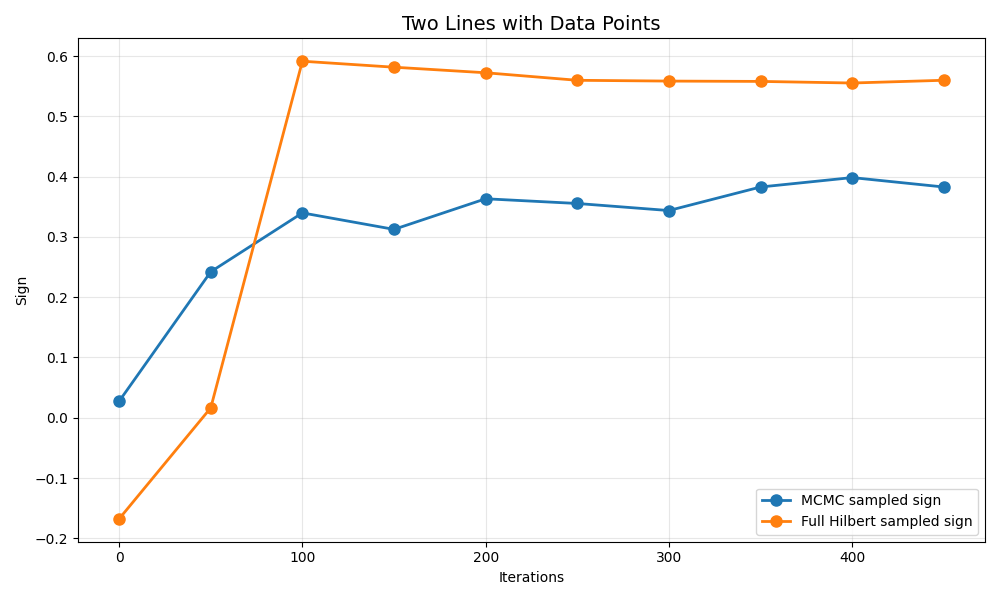 Two Lines with Data Points
Sign
0.6
0.5
0.4
0.3
0.2
0.1
0.0
−0.1
−0.2
0
100
200
300
400
Iterations
MCMC sampled sign
Full Hilbert sampled sign